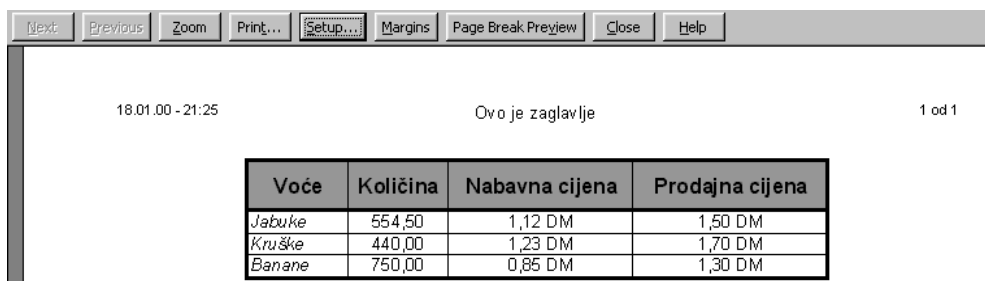 Next Previous Zoom Print... Setup... Margins Page Break Preview Close Help
18.01.00 - 21:25 Ovo je zaglavlje 1 od 1
Voće Količina Nabavna cijena Prodajna cijena
Jabuke 554,50 1,12 DM 1,50 DM
Kruške 440,00 1,23 DM 1,70 DM
Banane 750,00 0,85 DM 1,30 DM